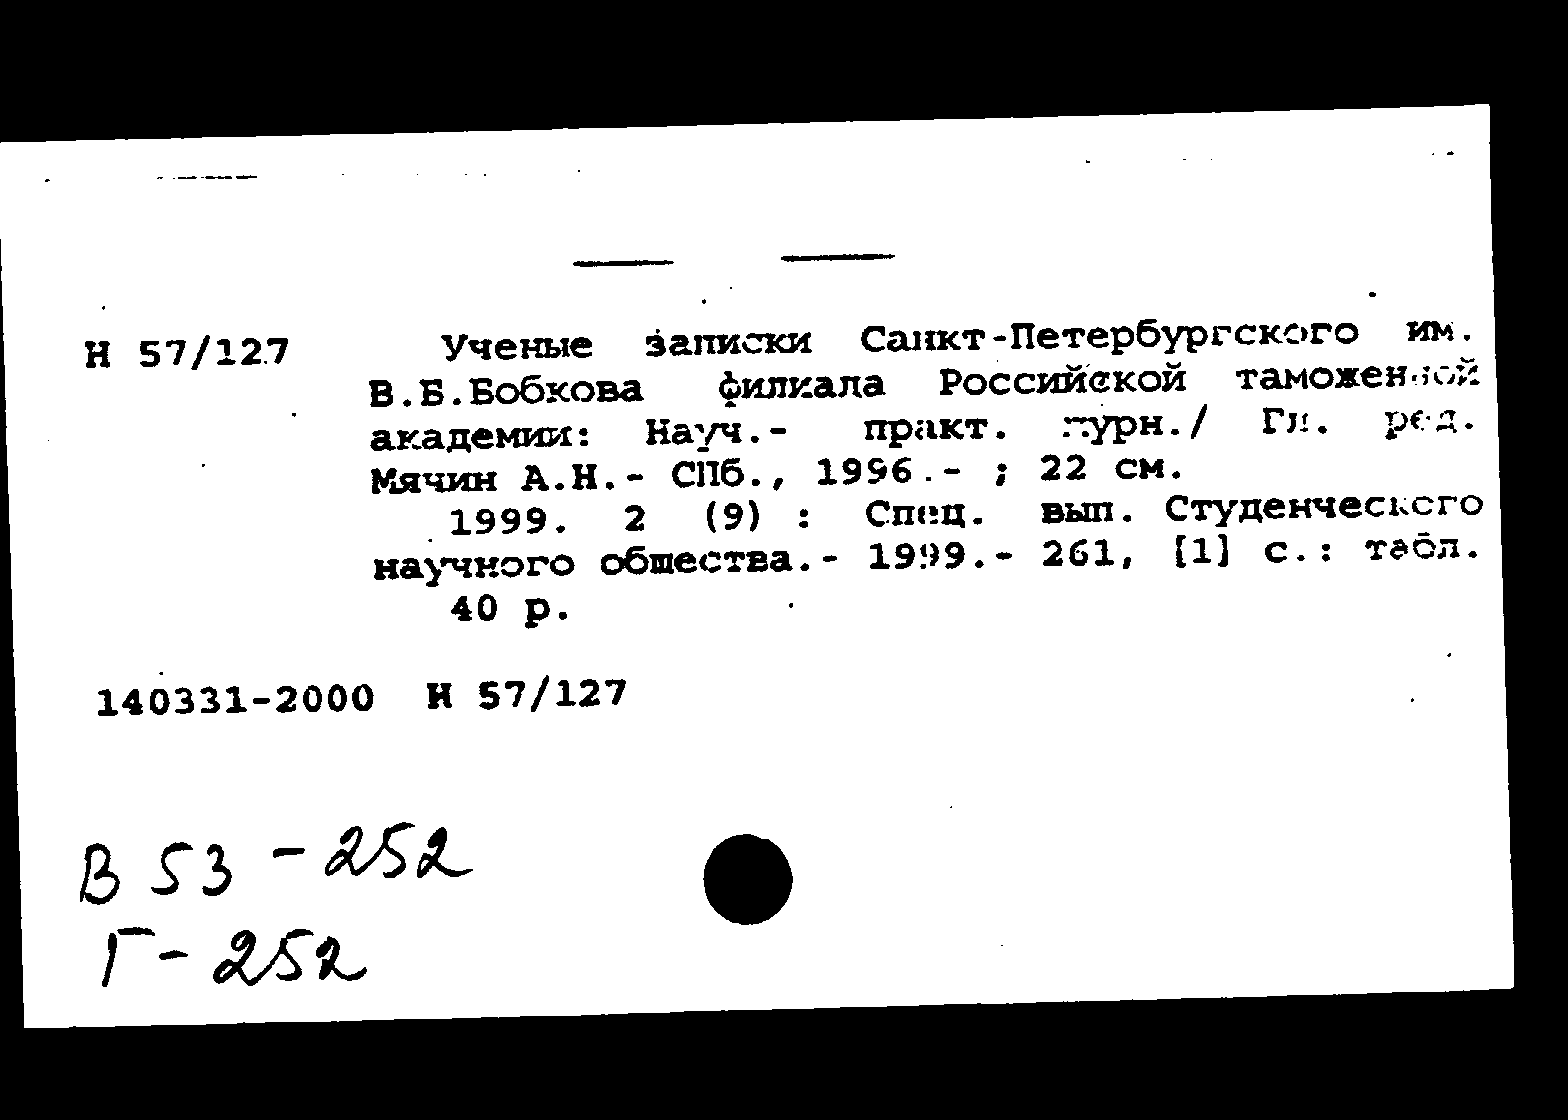 Н 57/127 Ученые записки Санкт-Петербургского им.
В.Б.Бобкова филиала Российской таможенной
академии: Науч.- практ. журн./ Гл. ред.
Мячин А.Н.- СПб., 1996.- ; 22 см.
1999. 2 (9) : Спец. вып. Студенческого
научного общества.- 1999.- 261, [1] с.: табл.
40 р.
140331-2000 Н 57/127
В 53 - 252
Г - 252